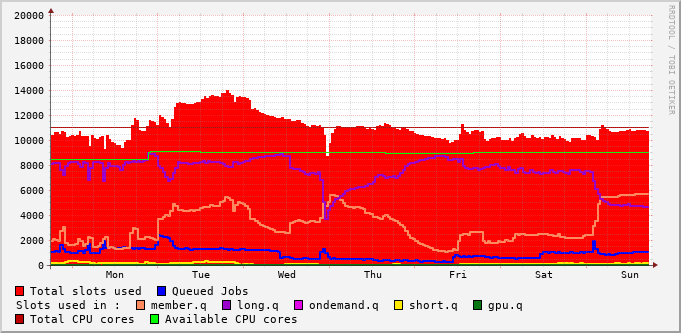 RRDTOOL / TOBI OETIKER
20000
18000
16000
14000
12000
10000
8000
6000
4000
2000
0
Mon Tue Wed Thu Fri Sat Sun
Total slots used Queued Jobs
Slots used in : member.q long.q ondemand.q short.q gpu.q
Total CPU cores Available CPU cores